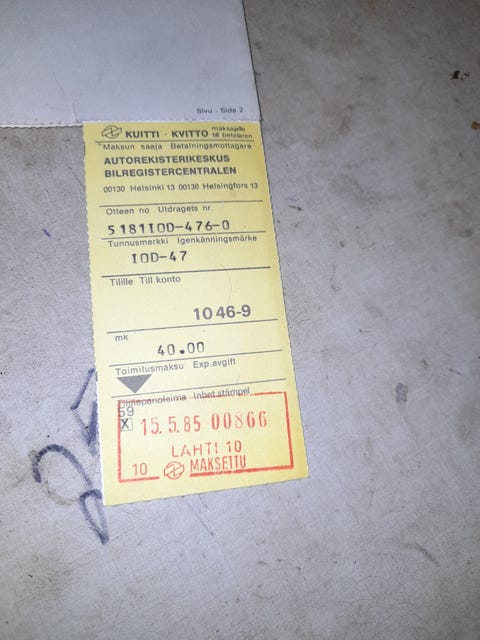 Sivu - Side 2
KUITTI · KVITTO maksajalle till betalaren
Maksun saaja Betalningsmottagare
AUTOREKISTERIKESKUS
BILREGISTERCENTRALEN
00130 Helsinki 13 00130 Helsingfors 13
Otteen no Utdragets nr
5181IOD-476-0
Tunnusmerkki Igenkänningsmärke
IOD-47
Tilille Till konto
1046-9
mk
40.00
Toimitusmaksu Exp.avgift
Tilillepanoleima Inbet.stämpel
59
X 15.5.85 00866
LAHTI 10
10 MAKSETTU